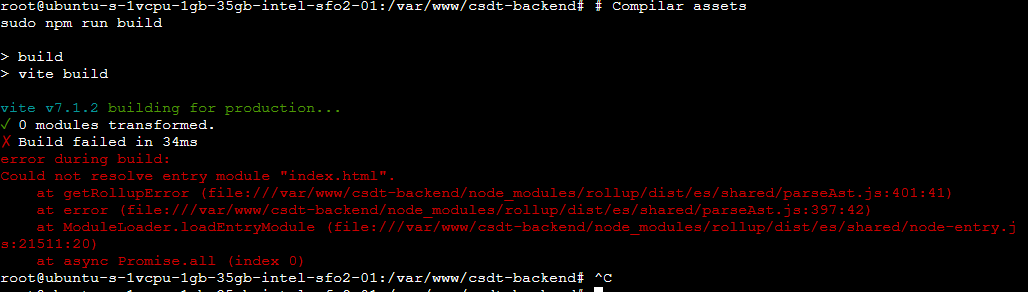 root@ubuntu-s-1vcpu-1gb-35gb-intel-sfo2-01:/var/www/csdt-backend# # Compilar assets
sudo npm run build
> build
> vite build
vite v7.1.2 building for production...
✓ 0 modules transformed.
✗ Build failed in 34ms
error during build:
Could not resolve entry module "index.html".
at getRollupError (file:///var/www/csdt-backend/node_modules/rollup/dist/es/shared/parseAst.js:401:41)
at error (file:///var/www/csdt-backend/node_modules/rollup/dist/es/shared/parseAst.js:397:42)
at ModuleLoader.loadEntryModule (file:///var/www/csdt-backend/node_modules/rollup/dist/es/shared/node-entry.j
s:21511:20)
at async Promise.all (index 0)
root@ubuntu-s-1vcpu-1gb-35gb-intel-sfo2-01:/var/www/csdt-backend# ^C
root@ubuntu-s-1vcpu-1gb-35gb-intel-sfo2-01:/var/www/csdt-backend#